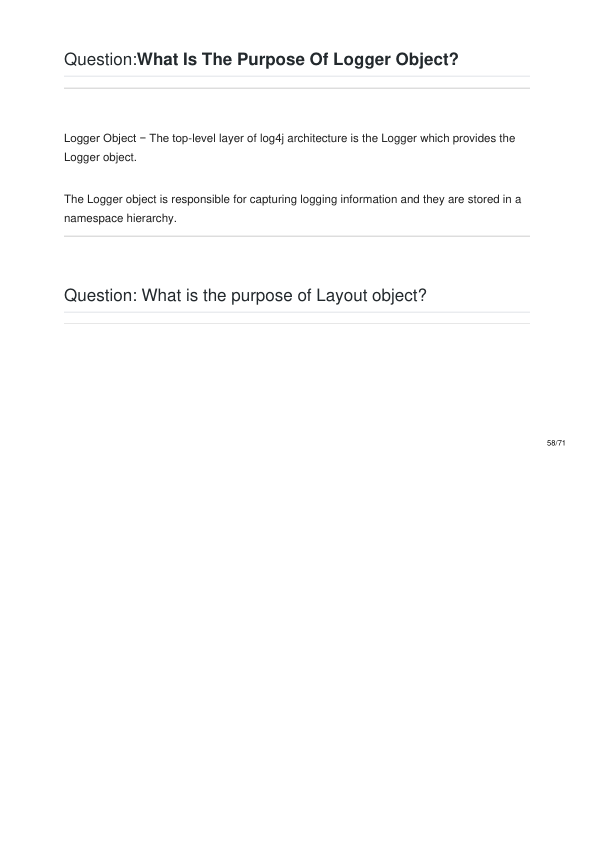 Question:What Is The Purpose Of Logger Object?
Logger Object − The top-level layer of log4j architecture is the Logger which provides the
Logger object.
The Logger object is responsible for capturing logging information and they are stored in a
namespace hierarchy.
Question: What is the purpose of Layout object?
58/71